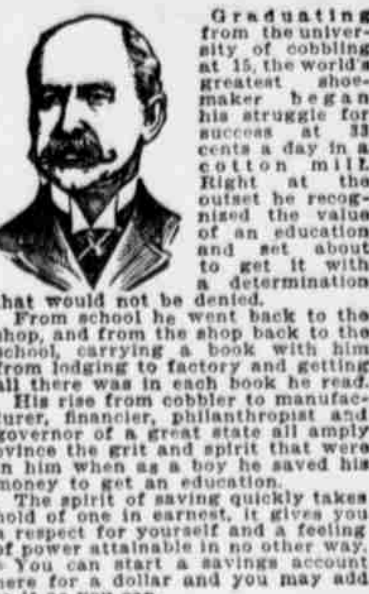 Graduating
from the univer-
sity of cobbling
at 15, the world's
greatest shoe-
maker began
his struggle for
success at 33
cents a day in a
cotton mill.
Right at the
outset he recog-
nized the value
of an education
and set about
to get it with
a determination
that would not be denied.
From school he went back to the
shop, and from the shop back to the
school, carrying a book with him
from lodging to factory and getting
all there was in each book he read.
His rise from cobbler to manufac-
turer, financier, philanthropist and
governor of a great state all amply
evince the grit and spirit that were
in him when as a boy he saved his
money to get an education.
The spirit of saving quickly takes
hold of one in earnest, it gives you
a respect for yourself and a feeling
of power attainable in no other way.
You can start a savings account
here for a dollar and you may add